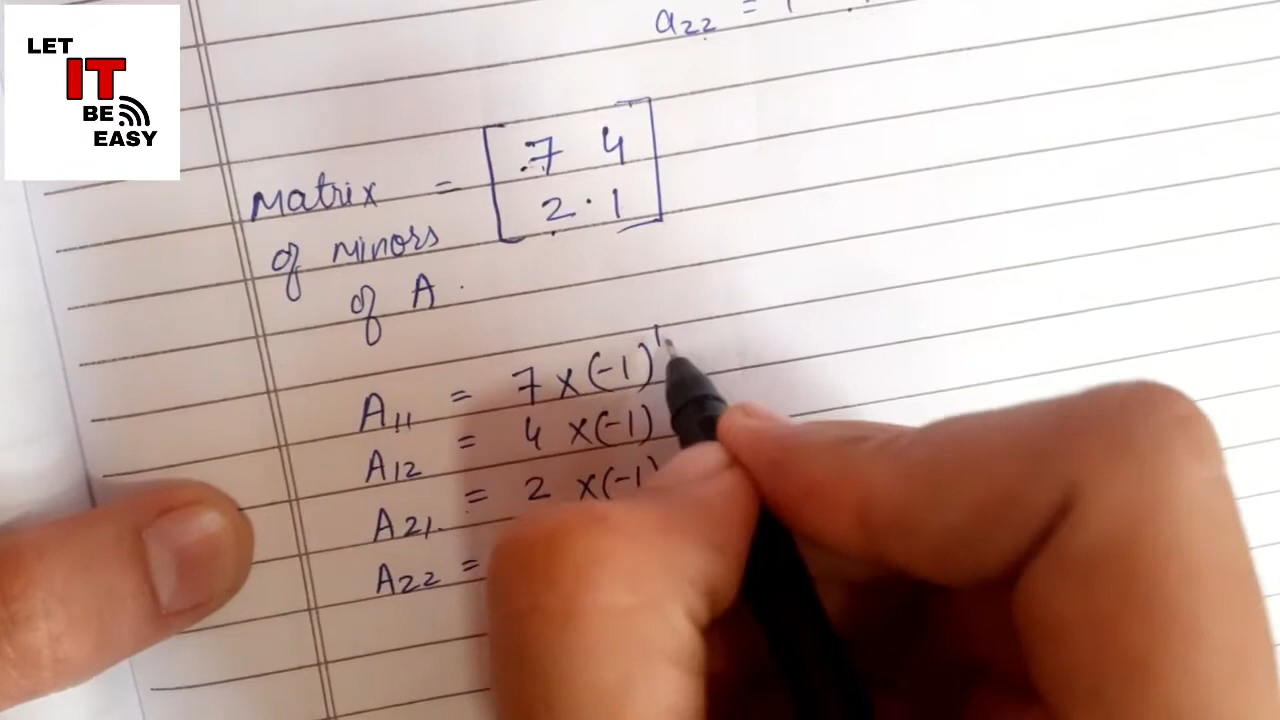 LET
IT
BE
EASY
a22 =
Matrix = 7 4
of minors 2 1
of A
A11 = 7 × (-1)1
A12 = 4 × (-1)
A21 = 2 × (-1)
A22 =